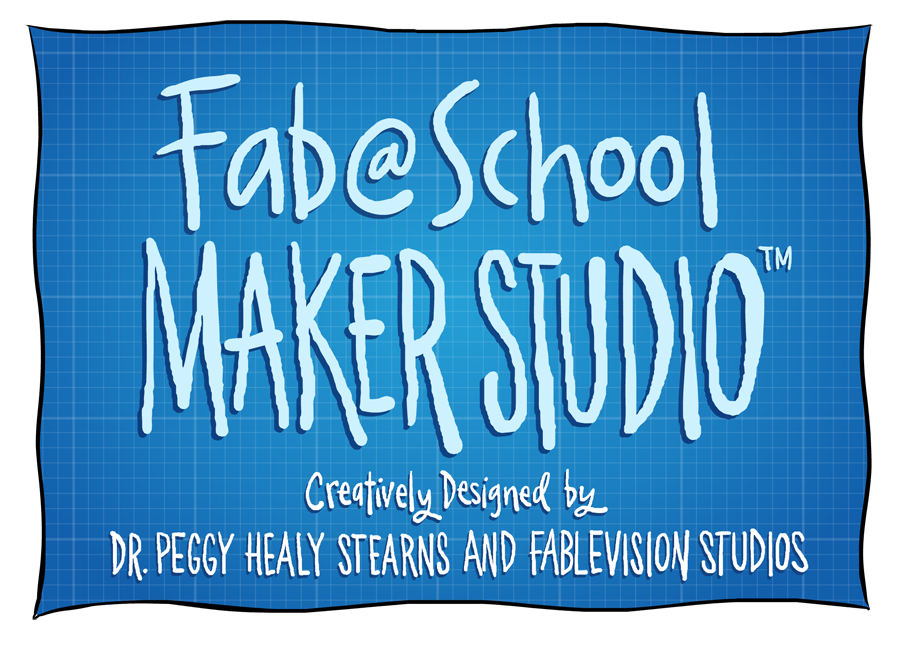 Fab@School
MAKER STUDIO™
Creatively Designed by
DR. PEGGY HEALY STEARNS AND FABLEVISION STUDIOS